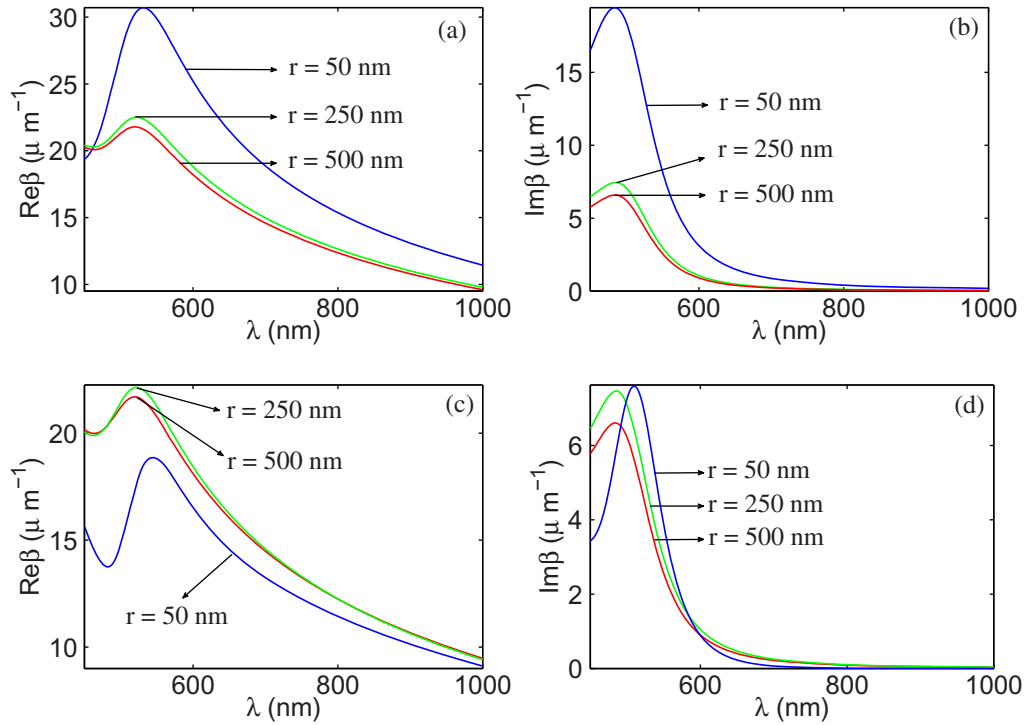 (a)
30
25
20
15
10
Reβ (μ m⁻¹)
r = 50 nm
r = 250 nm
r = 500 nm
600
800
1000
λ (nm)
(b)
15
10
5
0
Imβ (μ m⁻¹)
r = 50 nm
r = 250 nm
r = 500 nm
600
800
1000
λ (nm)
(c)
20
15
10
Reβ (μ m⁻¹)
r = 250 nm
r = 500 nm
r = 50 nm
600
800
1000
λ (nm)
(d)
6
4
2
0
Imβ (μ m⁻¹)
r = 50 nm
r = 250 nm
r = 500 nm
600
800
1000
λ (nm)